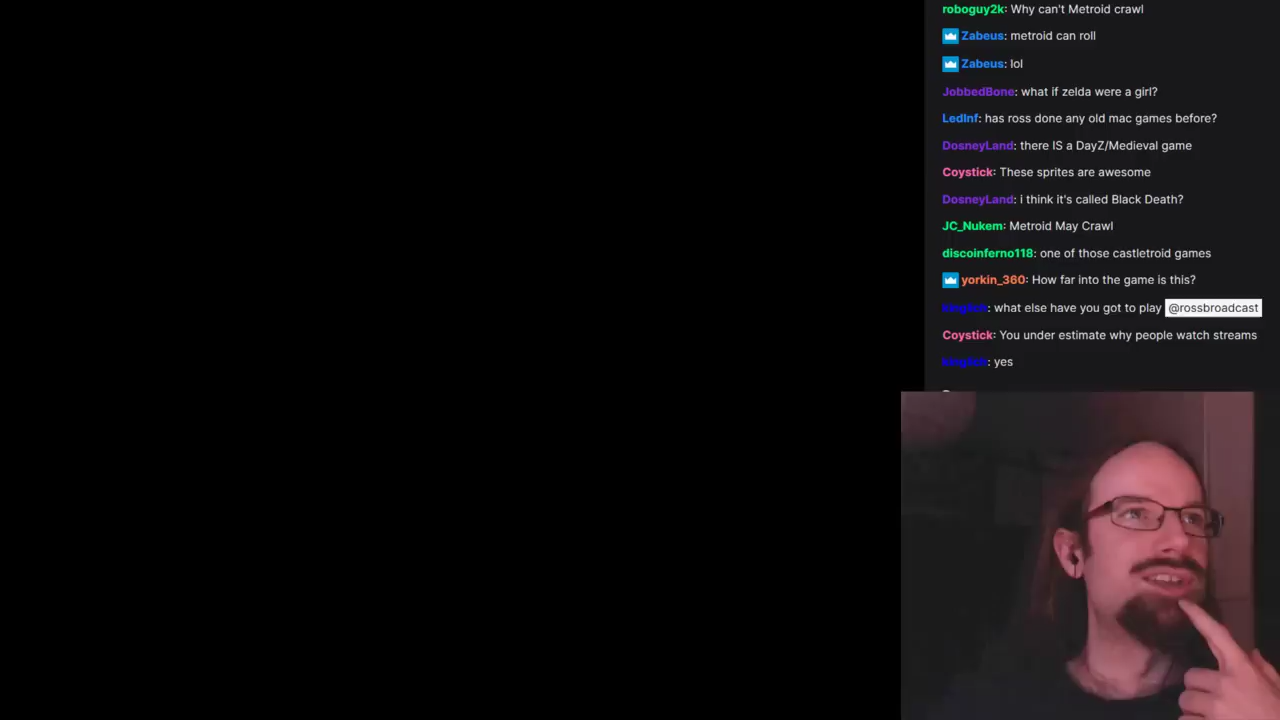 roboguy2k: Why can't Metroid crawl
Zabeus: metroid can roll
Zabeus: lol
JobbedBone: what if zelda were a girl?
LedInf: has ross done any old mac games before?
DosneyLand: there IS a DayZ/Medieval game
Coystick: These sprites are awesome
DosneyLand: i think it's called Black Death?
JC_Nukem: Metroid May Crawl
discoinferno118: one of those castletroid games
yorkin_360: How far into the game is this?
: what else have you got to play @rossbroadcast
Coystick: You under estimate why people watch streams
: yes